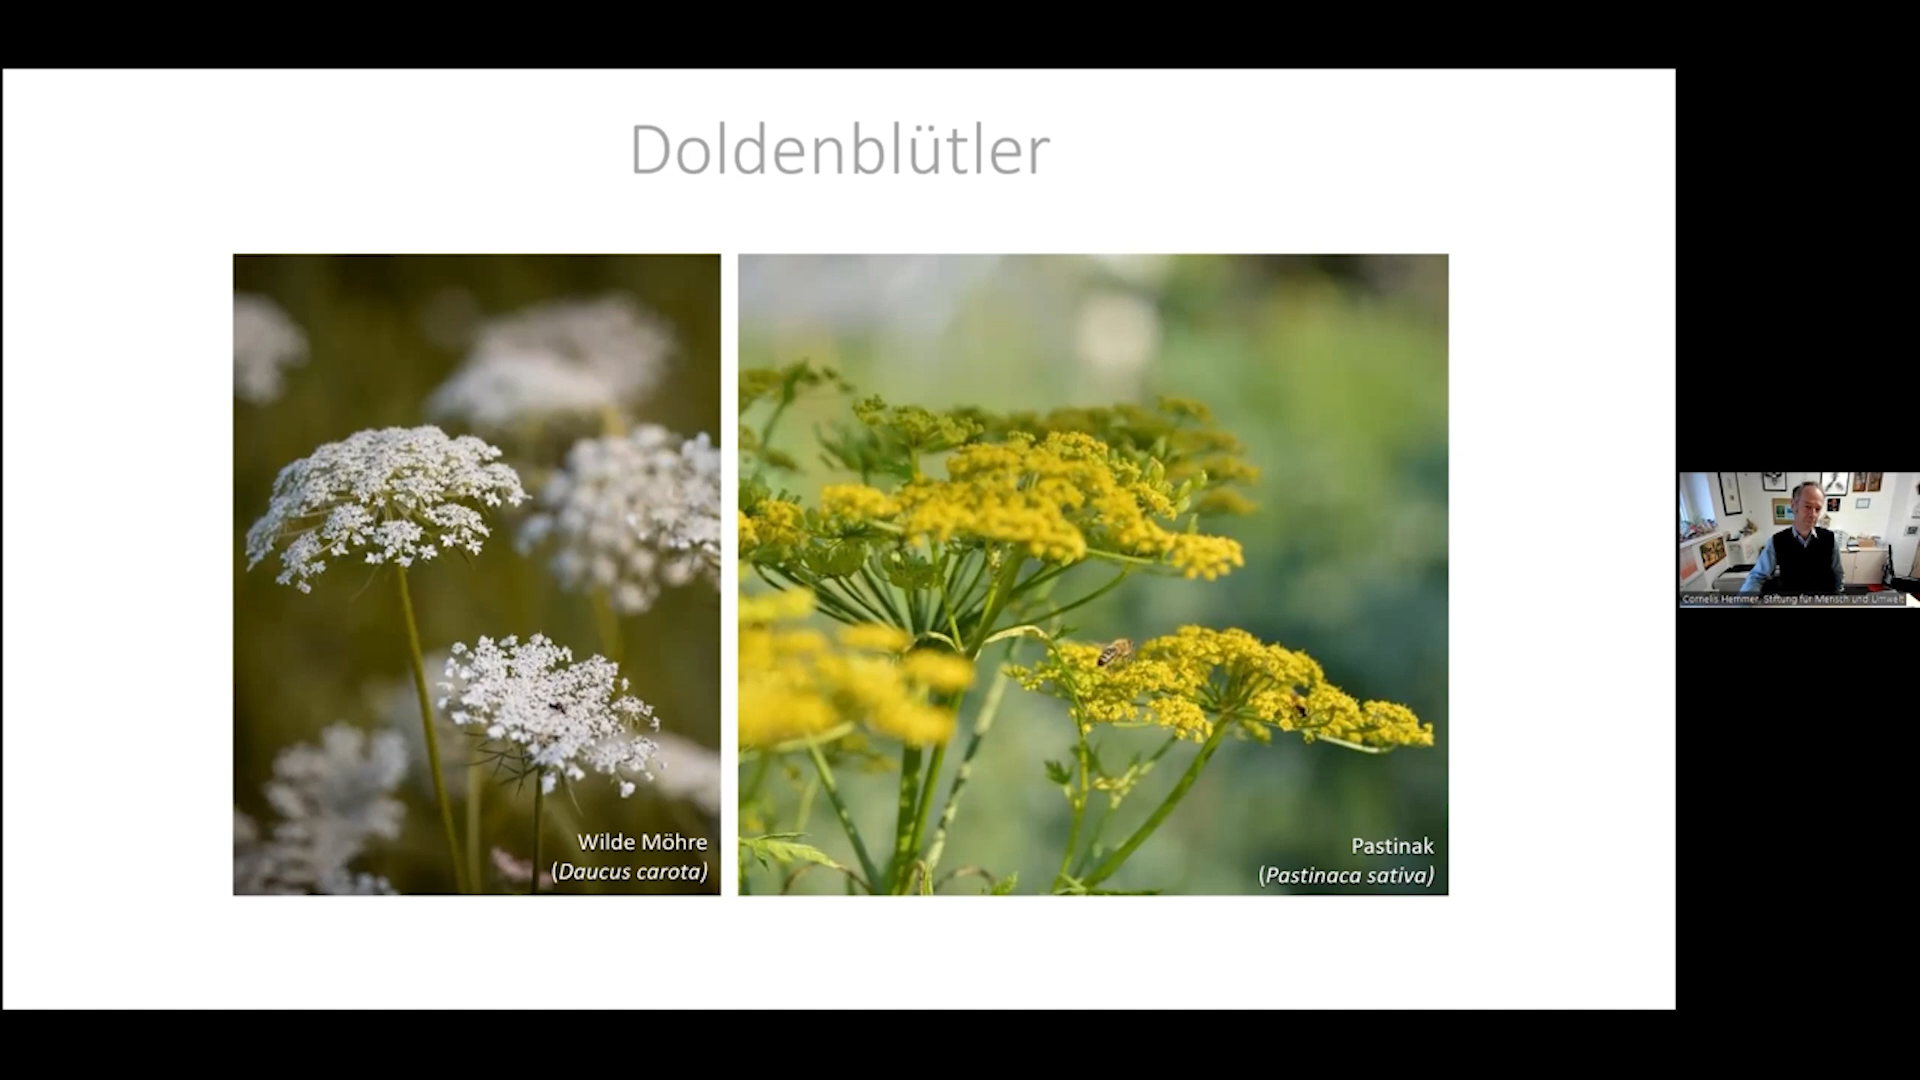 Doldenblütler
Wilde Möhre
(Daucus carota)
Pastinak
(Pastinaca sativa)
Cornelis Hemmer, Stiftung für Mensch und Umwelt